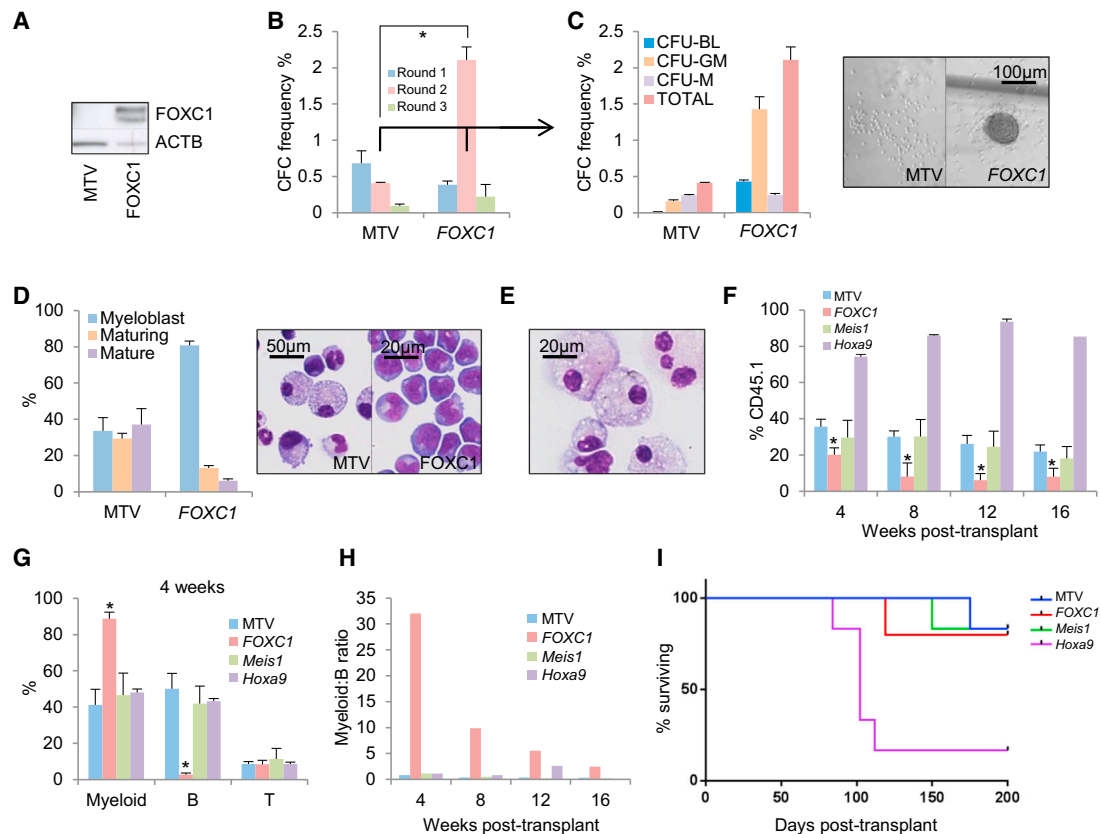 A
FOXC1
ACTB
MTV
FOXC1
B
CFC frequency %
2.5
2
1.5
1
0.5
0
*
Round 1
Round 2
Round 3
MTV
FOXC1
C
CFC frequency %
2.5
2
1.5
1
0.5
0
CFU-BL
CFU-GM
CFU-M
TOTAL
MTV
FOXC1
100µm
MTV
FOXC1
D
%
100
80
60
40
20
0
Myeloblast
Maturing
Mature
MTV
FOXC1
50µm
20µm
MTV
FOXC1
E
20µm
F
% CD45.1
100
80
60
40
20
0
MTV
FOXC1
Meis1
Hoxa9
*
*
*
*
4
8
12
16
Weeks post-transplant
G
4 weeks
%
100
80
60
40
20
0
*
*
MTV
FOXC1
Meis1
Hoxa9
Myeloid
B
T
H
Myeloid:B ratio
35
30
25
20
15
10
5
0
MTV
FOXC1
Meis1
Hoxa9
4
8
12
16
Weeks post-transplant
I
% surviving
100
50
0
0
50
100
150
200
MTV
FOXC1
Meis1
Hoxa9
Days post-transplant